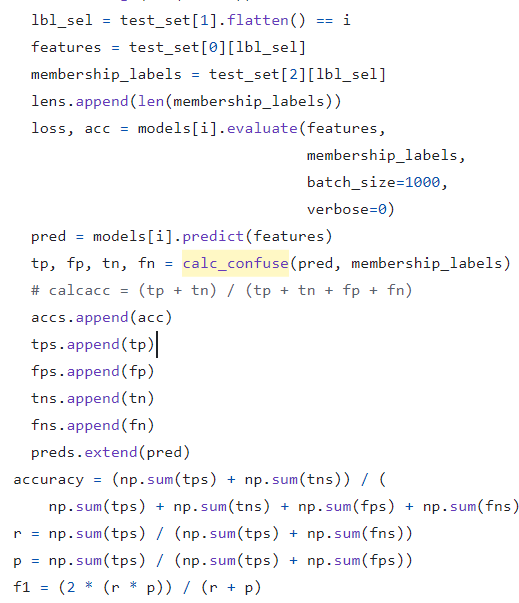 lbl_sel = test_set[1].flatten() == i
features = test_set[0][lbl_sel]
membership_labels = test_set[2][lbl_sel]
lens.append(len(membership_labels))
loss, acc = models[i].evaluate(features,
membership_labels,
batch_size=1000,
verbose=0)
pred = models[i].predict(features)
tp, fp, tn, fn = calc_confuse(pred, membership_labels)
# calcacc = (tp + tn) / (tp + tn + fp + fn)
accs.append(acc)
tps.append(tp)
fps.append(fp)
tns.append(tn)
fns.append(fn)
preds.extend(pred)
accuracy = (np.sum(tps) + np.sum(tns)) / (
np.sum(tps) + np.sum(tns) + np.sum(fps) + np.sum(fns)
r = np.sum(tps) / (np.sum(tps) + np.sum(fns))
p = np.sum(tps) / (np.sum(tps) + np.sum(fps))
f1 = (2 * (r * p)) / (r + p)